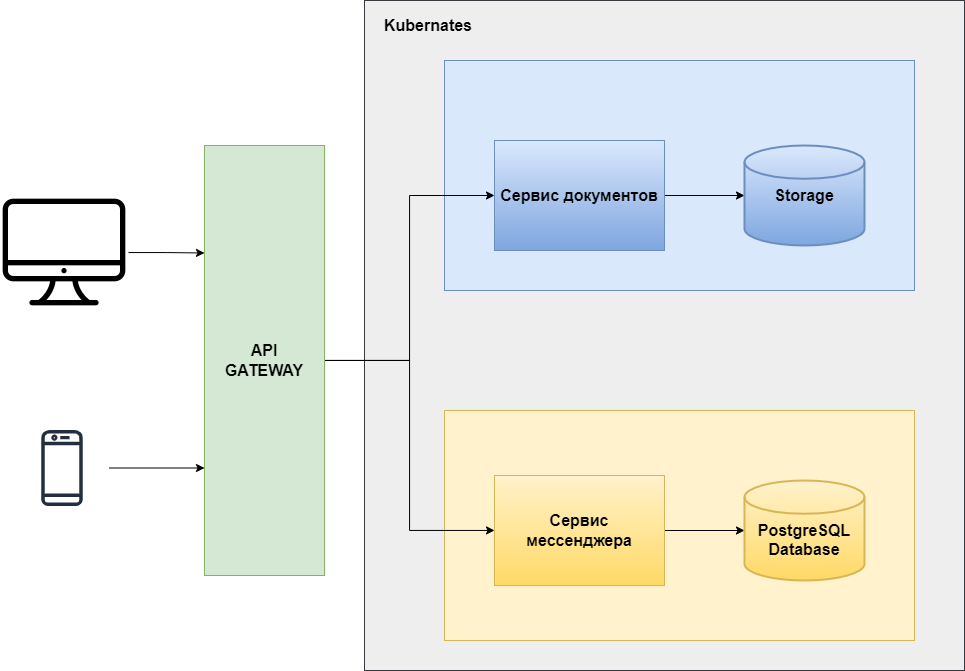 Kubernates
Сервис документов
Storage
API
GATEWAY
Сервис
мессенджера
PostgreSQL
Database